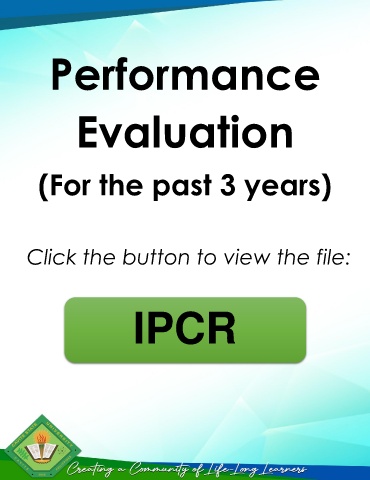 Performance
Evaluation
(For the past 3 years)
Click the button to view the file:
IPCR
Creating a Community of Life-Long Learners